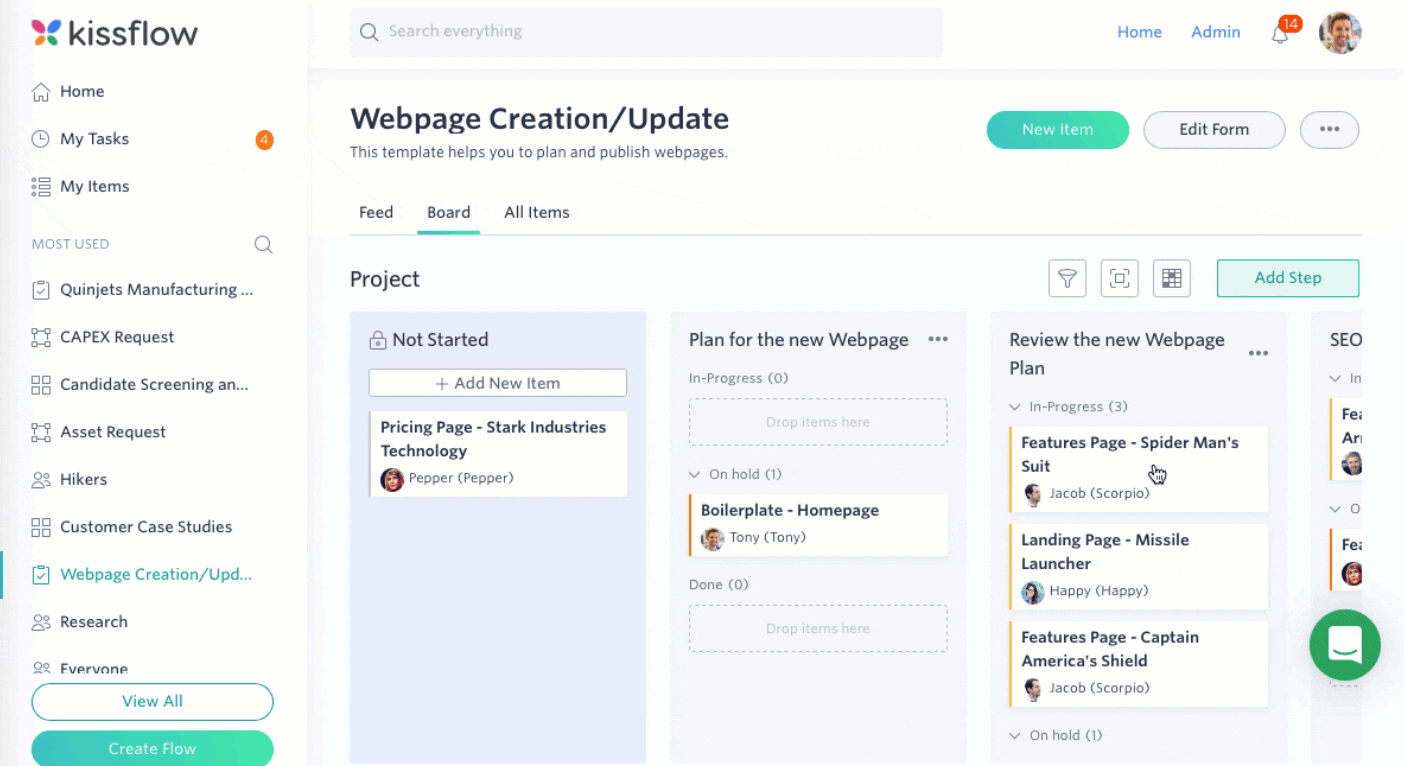 kissflow
Search everything
Home
Admin
14
Home
My Tasks
4
My Items
MOST USED
Quinjets Manufacturing ...
CAPEX Request
Candidate Screening an...
Asset Request
Hikers
Customer Case Studies
Webpage Creation/Upd...
Research
Everyone
View All
Create Flow
Webpage Creation/Update
This template helps you to plan and publish webpages.
New Item
Edit Form
Feed
Board
All Items
Project
Add Step
Not Started
+ Add New Item
Pricing Page - Stark Industries
Technology
Pepper (Pepper)
Plan for the new Webpage
In-Progress (0)
Drop items here
On hold (1)
Boilerplate - Homepage
Tony (Tony)
Done (0)
Drop items here
Review the new Webpage
Plan
In-Progress (3)
Features Page - Spider Man's
Suit
Jacob (Scorpio)
Landing Page - Missile
Launcher
Happy (Happy)
Features Page - Captain
America's Shield
Jacob (Scorpio)
On hold (1)
SEO
In